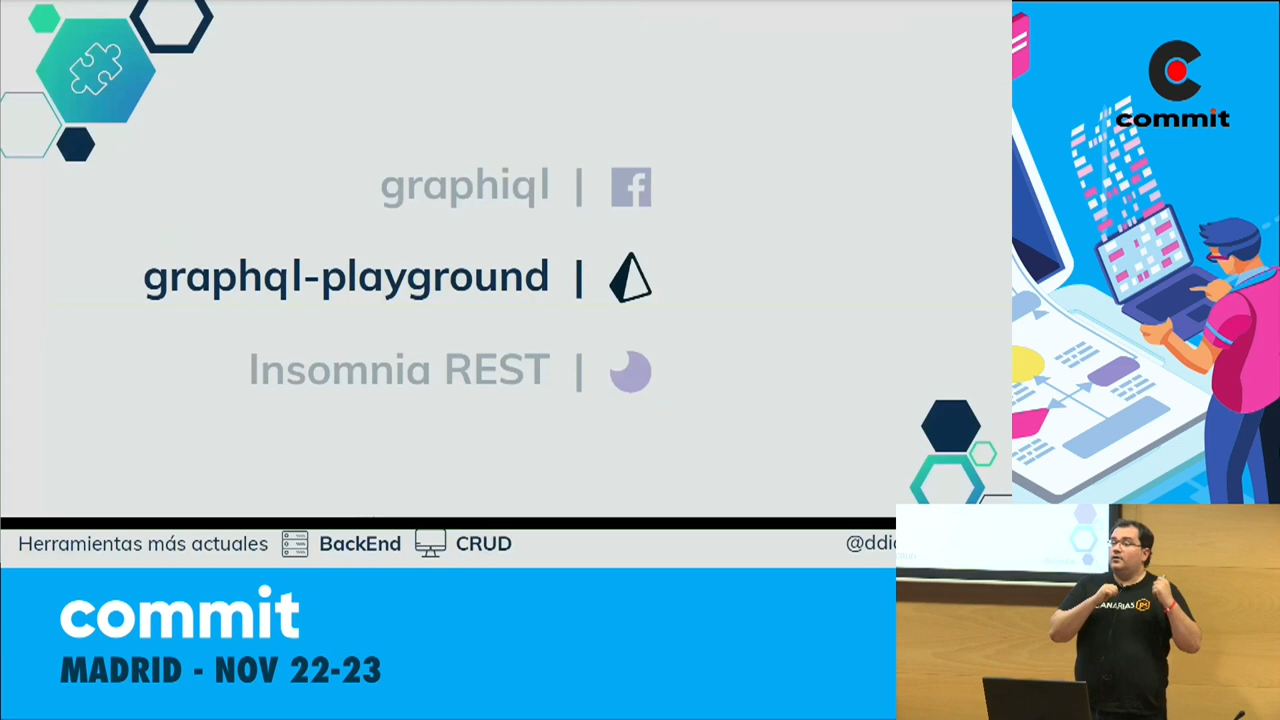 graphiql |
graphql-playground |
Insomnia REST |
Herramientas más actuales BackEnd CRUD
commit
commit
MADRID - NOV 22-23
CANARIAS